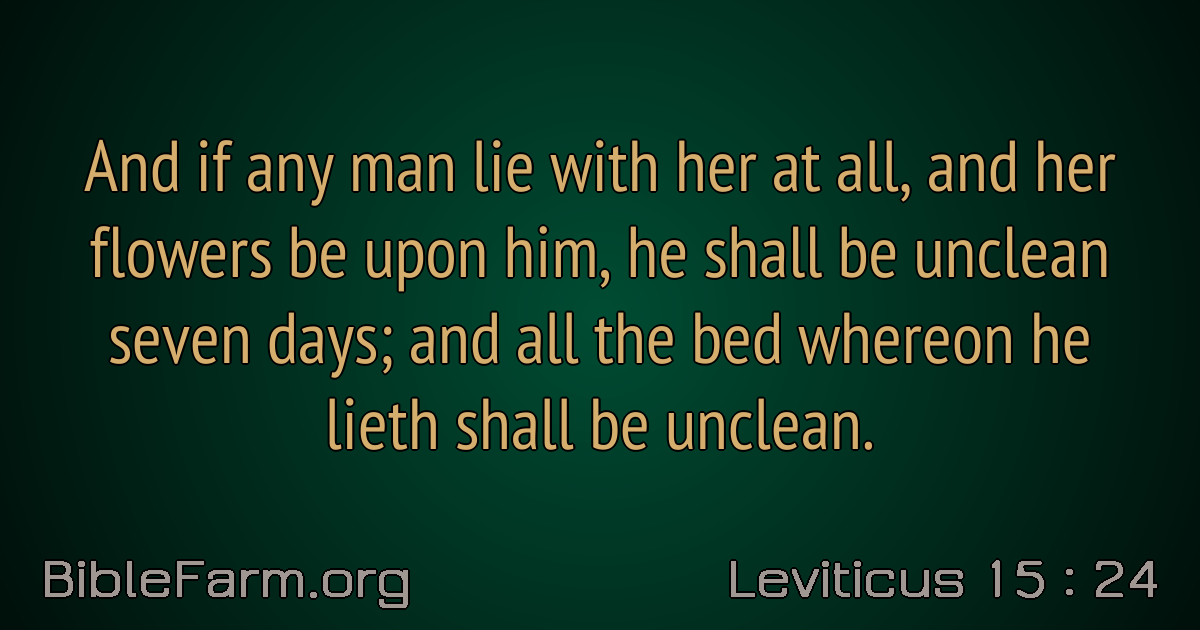 And if any man lie with her at all, and her
flowers be upon him, he shall be unclean
seven days; and all the bed whereon he
lieth shall be unclean.
BibleFarm.org
Leviticus 15 : 24